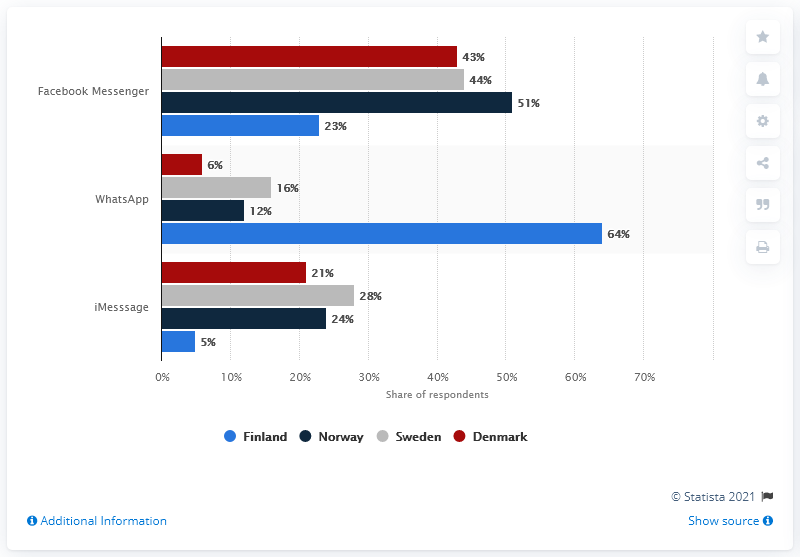 Facebook Messenger
43%
44%
51%
23%
WhatsApp
6%
16%
12%
64%
iMesssage
21%
28%
24%
5%
0% 10% 20% 30% 40% 50% 60% 70%
Share of respondents
Finland Norway Sweden Denmark
© Statista 2021
Additional Information Show source